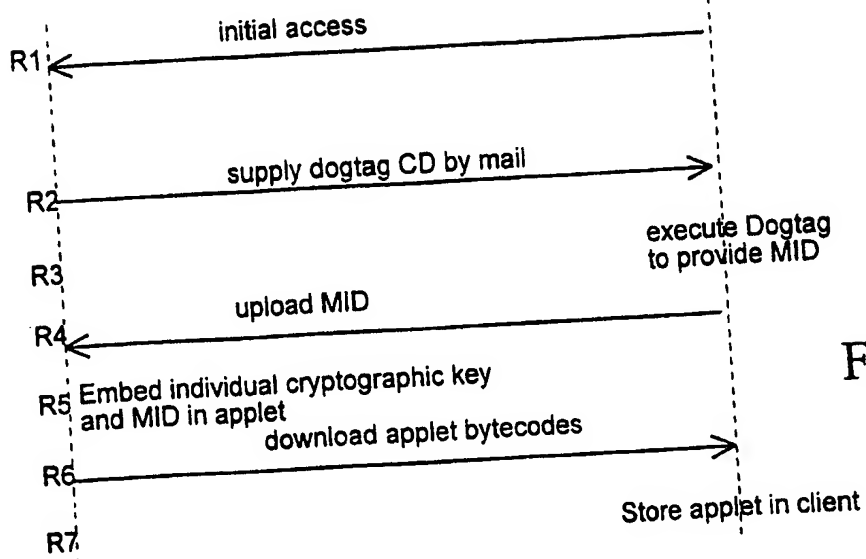 initial access
R1
supply dogtag CD by mail
R2
execute Dogtag
to provide MID
R3
upload MID
R4
R5 Embed individual cryptographic key
and MID in applet
F
download applet bytecodes
R6
Store applet in client
R7